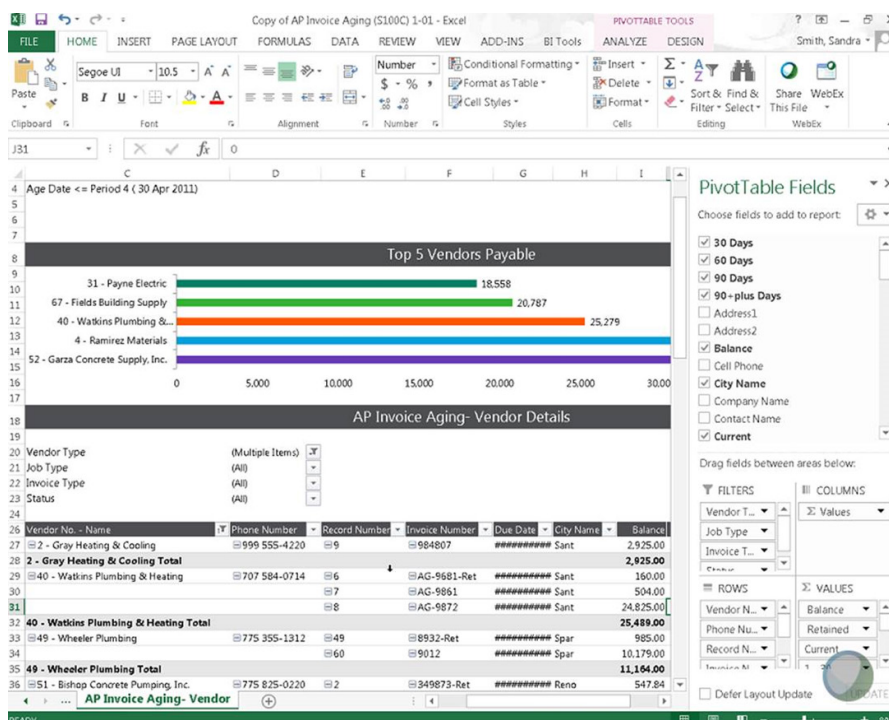 Copy of AP Invoice Aging (S100C) 1-01 - Excel
PIVOTTABLE TOOLS
?
FILE HOME INSERT PAGE LAYOUT FORMULAS DATA REVIEW VIEW ADD-INS BI Tools ANALYZE DESIGN Smith, Sandra
Paste
Segoe UI 10.5 A A
B I U A
Number
$ - % ,
Conditional Formatting
Format as Table
Cell Styles
Insert
Delete
Format
Sort & Filter
Find & Select
Share This File
WebEx
Clipboard Font Alignment Number Styles Cells Editing WebEx
J31 fx 0
C D E F G H I
4 Age Date <= Period 4 ( 30 Apr 2011)
5
6
7
8 Top 5 Vendors Payable
9
10 31 - Payne Electric 18,558
11 67 - Fields Building Supply 20,787
12 40 - Watkins Plumbing &... 25,279
13 4 - Ramirez Materials
14
15 52 - Garza Concrete Supply, Inc.
16 0 5,000 10,000 15,000 20,000 25,000 30,00
17
18 AP Invoice Aging- Vendor Details
19
20 Vendor Type (Multiple Items)
21 Job Type (All)
22 Invoice Type (All)
23 Status (All)
24
26 Vendor No. - Name Phone Number Record Number Invoice Number Due Date City Name Balance
27 2 - Gray Heating & Cooling 999 555-4220 9 984807 ########## Sant 2,925.00
28 2 - Gray Heating & Cooling Total 2,925.00
29 40 - Watkins Plumbing & Heating 707 584-0714 6 AG-9681-Ret ########## Sant 160.00
30 7 AG-9861 ########## Sant 504.00
31 8 AG-9872 ########## Sant 24,825.00
32 40 - Watkins Plumbing & Heating Total 25,489.00
33 49 - Wheeler Plumbing 775 355-1312 49 8932-Ret ########## Spar 985.00
34 60 9012 ########## Spar 10,179.00
35 49 - Wheeler Plumbing Total 11,164.00
36 51 - Bishop Concrete Pumping, Inc. 775 825-0220 2 349873-Ret ########## Reno 547.84
... AP Invoice Aging- Vendor
READY
PivotTable Fields
Choose fields to add to report:
30 Days
60 Days
90 Days
90+plus Days
Address1
Address2
Balance
Cell Phone
City Name
Company Name
Contact Name
Current
Drag fields between areas below:
FILTERS
Vendor T...
Job Type
Invoice T...
Status
COLUMNS
Σ Values
ROWS
Vendor N...
Phone Nu...
Record N...
Invoice N
Σ VALUES
Balance
Retained
Current
1 - 30
Defer Layout Update UPDATE